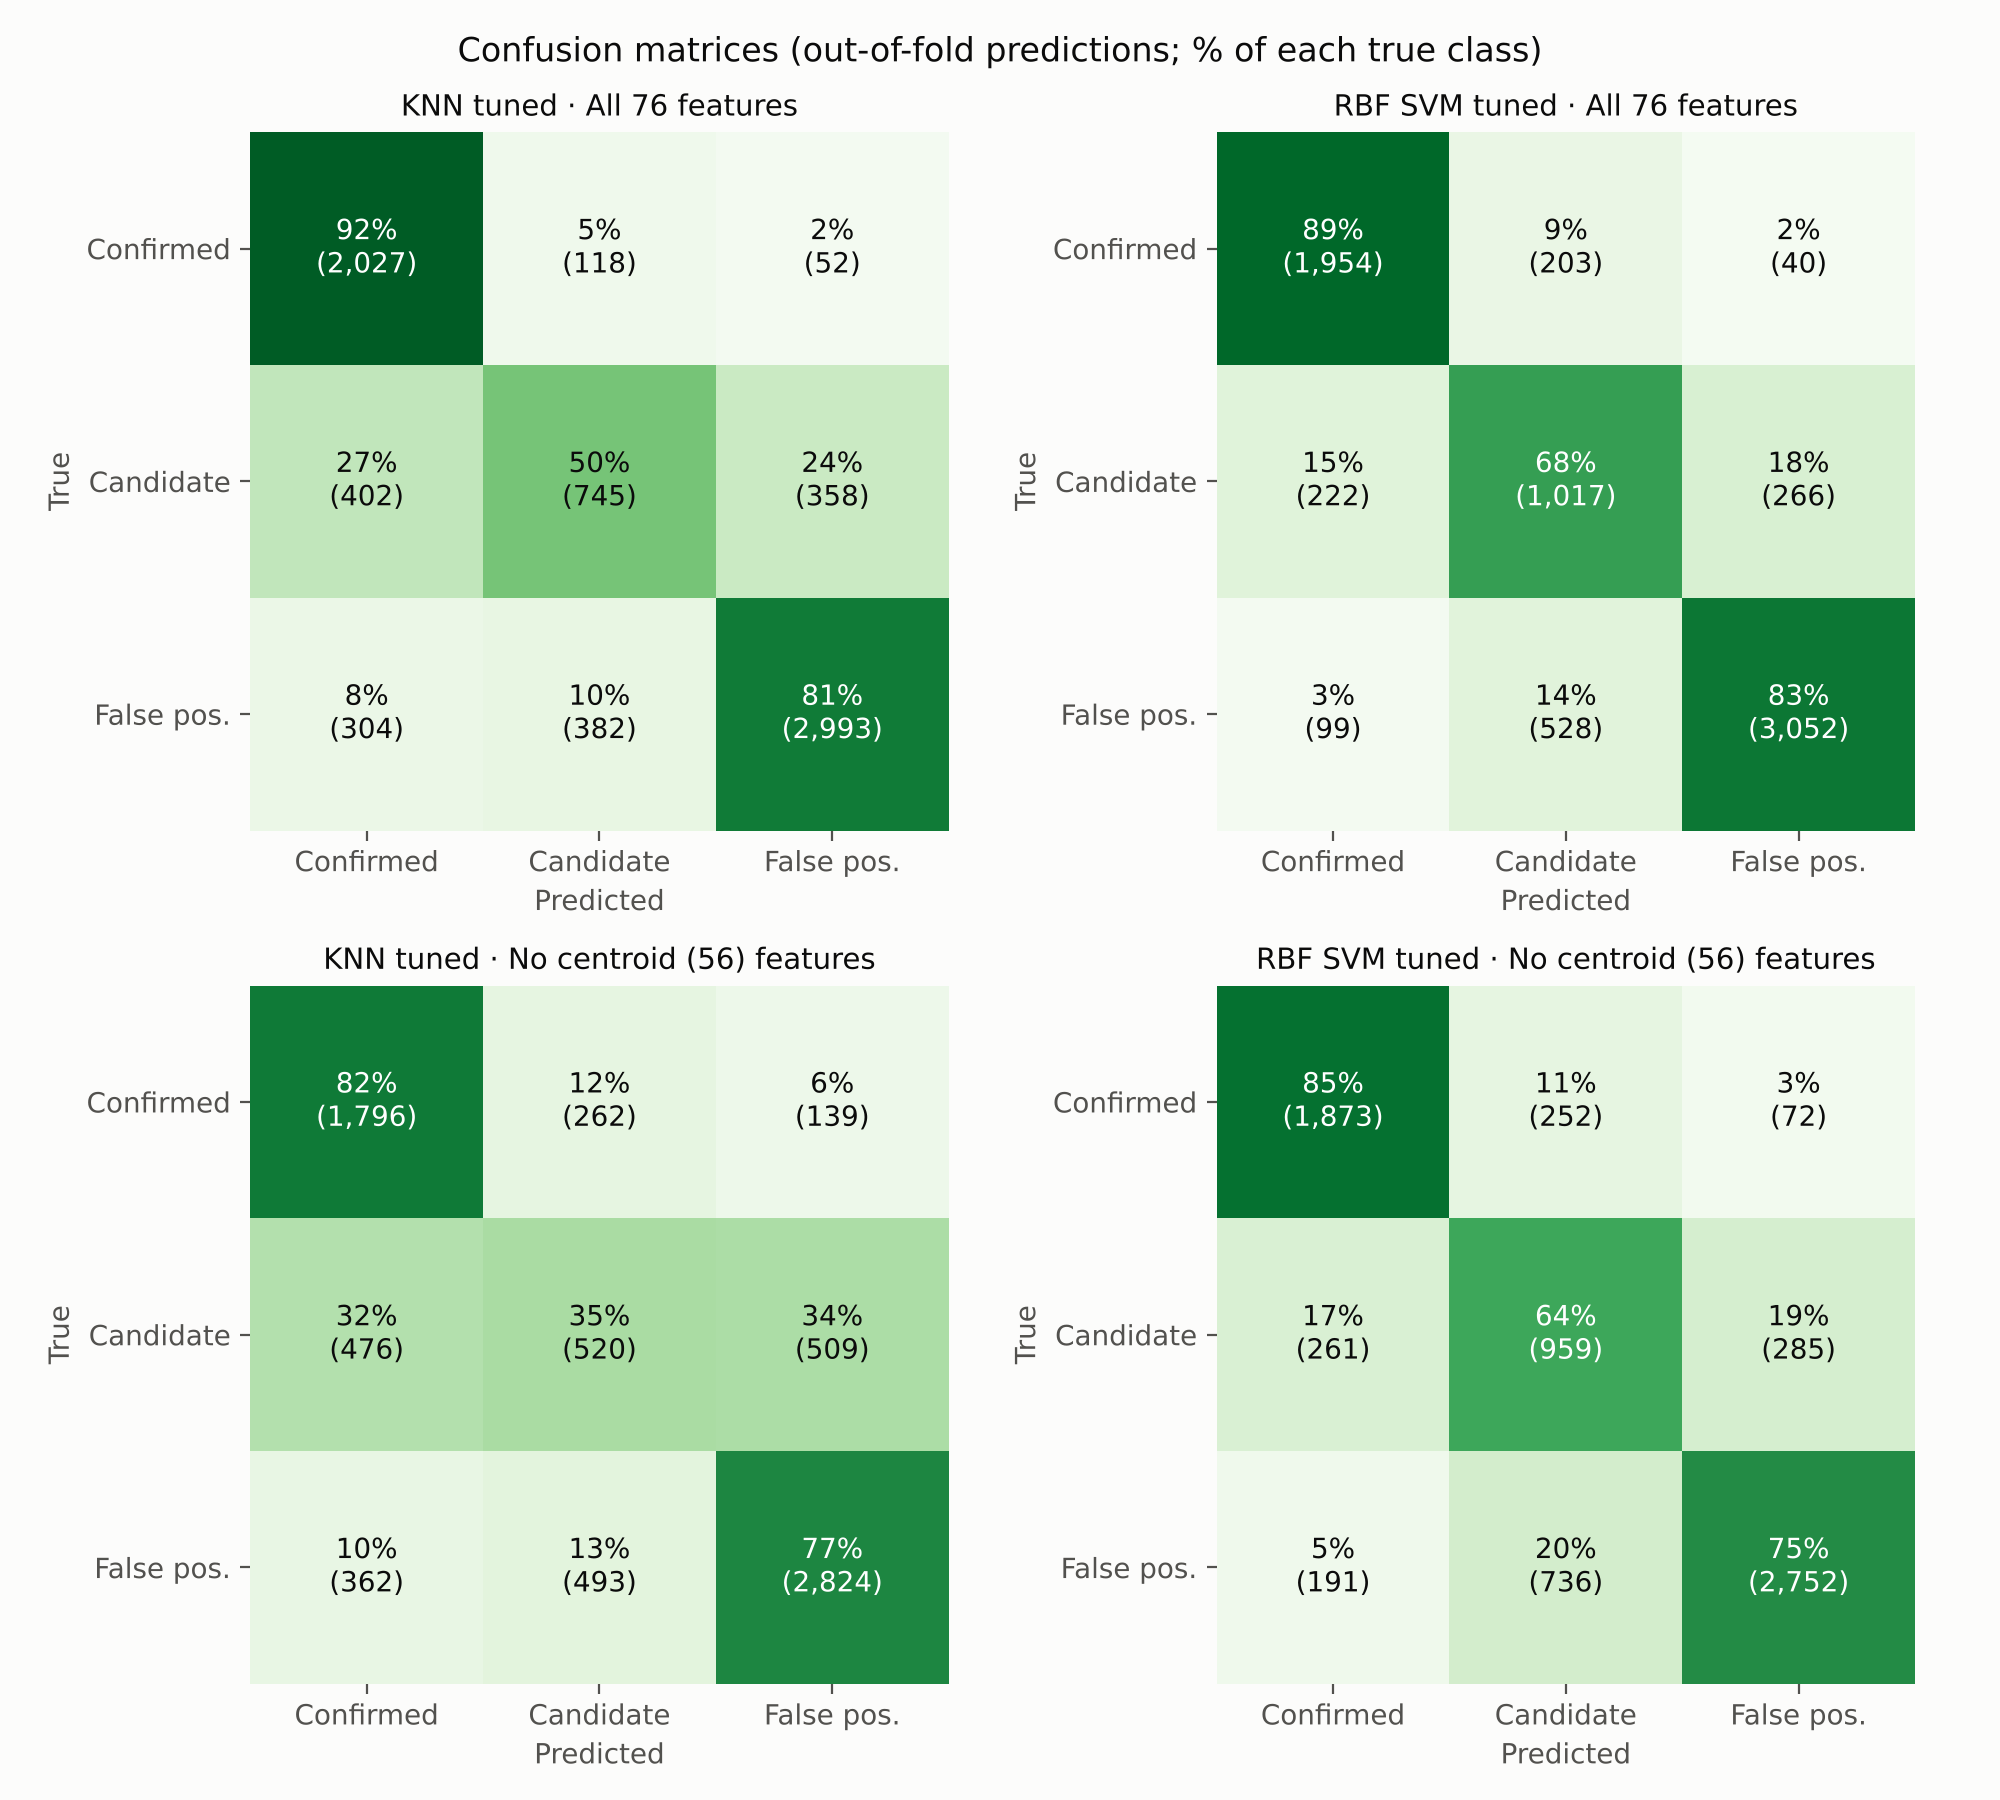 Confusion matrices (out-of-fold predictions; % of each true class)
KNN tuned · All 76 features
92%
(2,027)
5%
(118)
2%
(52)
27%
(402)
50%
(745)
24%
(358)
8%
(304)
10%
(382)
81%
(2,993)
Confirmed
Candidate
False pos.
True
Confirmed
Candidate
False pos.
Predicted
RBF SVM tuned · All 76 features
89%
(1,954)
9%
(203)
2%
(40)
15%
(222)
68%
(1,017)
18%
(266)
3%
(99)
14%
(528)
83%
(3,052)
Confirmed
Candidate
False pos.
True
Confirmed
Candidate
False pos.
Predicted
KNN tuned · No centroid (56) features
82%
(1,796)
12%
(262)
6%
(139)
32%
(476)
35%
(520)
34%
(509)
10%
(362)
13%
(493)
77%
(2,824)
Confirmed
Candidate
False pos.
True
Confirmed
Candidate
False pos.
Predicted
RBF SVM tuned · No centroid (56) features
85%
(1,873)
11%
(252)
3%
(72)
17%
(261)
64%
(959)
19%
(285)
5%
(191)
20%
(736)
75%
(2,752)
Confirmed
Candidate
False pos.
True
Confirmed
Candidate
False pos.
Predicted